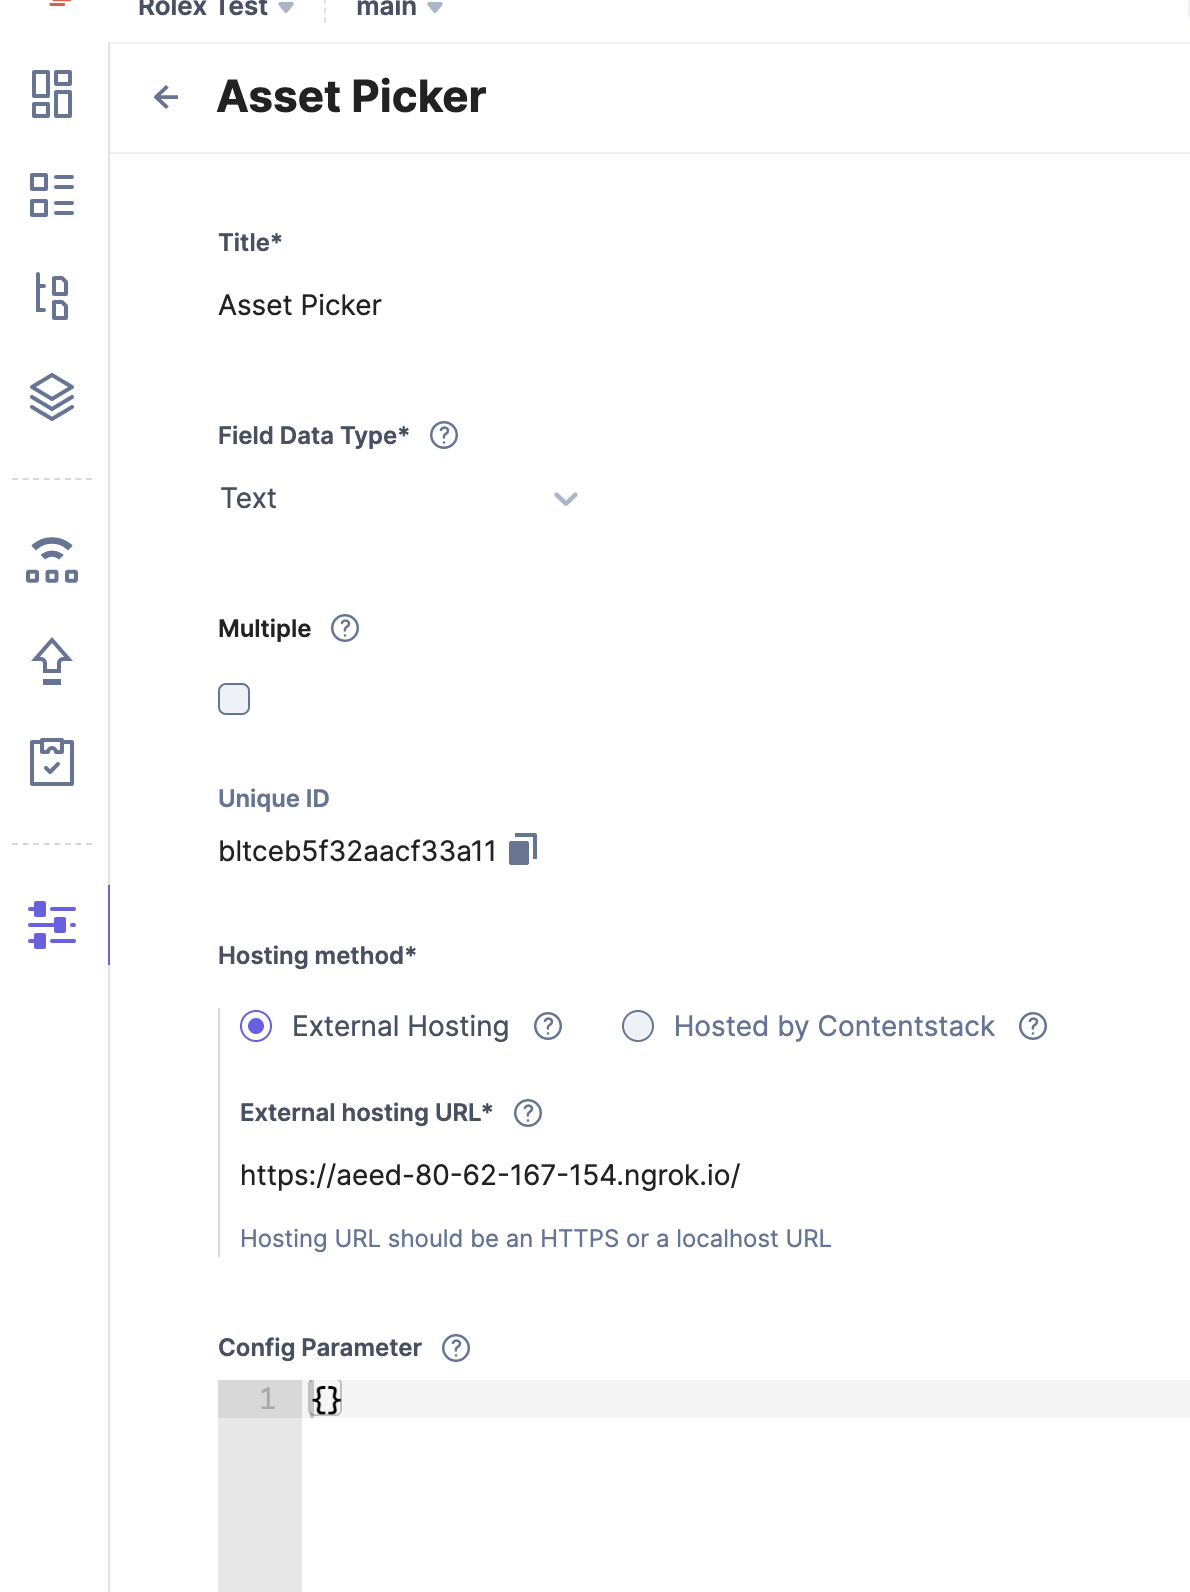 Rolex Test
main
Asset Picker
Title*
Asset Picker
Field Data Type*
Text
Multiple
Unique ID
bltceb5f32aacf33a11
Hosting method*
External Hosting Hosted by Contentstack
External hosting URL*
https://aeed-80-62-167-154.ngrok.io/
Hosting URL should be an HTTPS or a localhost URL
Config Parameter
1 {}